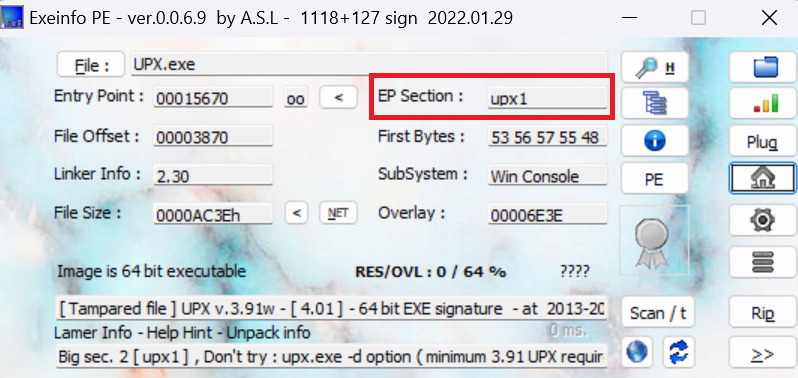 Exeinfo PE - ver.0.0.6.9 by A.S.L - 1118+127 sign 2022.01.29
File : UPX.exe H
Entry Point : 00015670 oo < EP Section : upx1
File Offset : 00003870 First Bytes : 53 56 57 55 48 Plug
Linker Info : 2.30 SubSystem : Win Console PE
File Size : 0000AC3Eh < NET Overlay : 00006E3E
Image is 64 bit executable RES/OVL : 0 / 64 % ????
[ Tampared file ] UPX v.3.91w - [ 4.01 ] - 64 bit EXE signature - at 2013-20 Scan / t Rip
Lamer Info - Help Hint - Unpack info 0 ms.
Big sec. 2 [ upx1 ] , Don't try : upx.exe -d option ( minimum 3.91 UPX requir >>